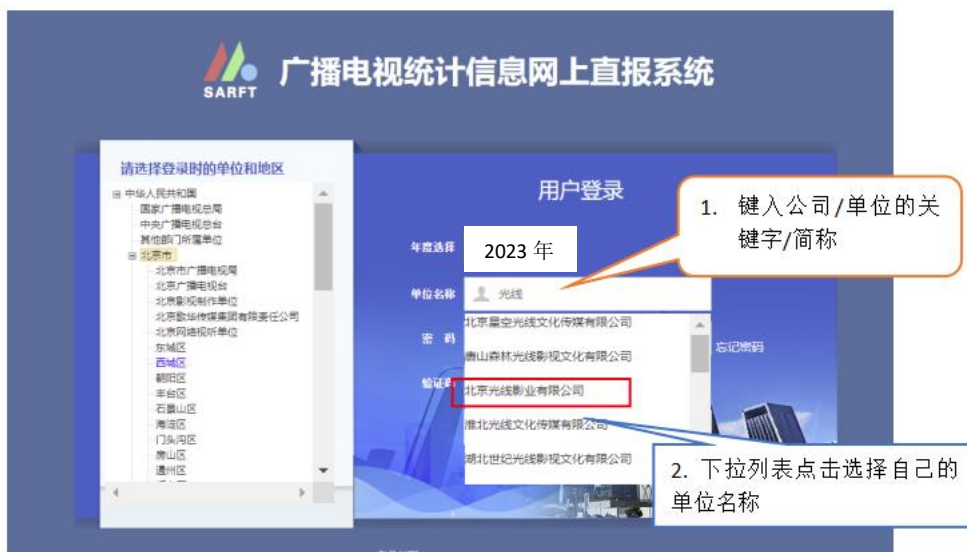 SARFT
广播电视统计信息网上直报系统
请选择登录时的单位和地区
中华人民共和国
国家广播电视总局
中央广播电视总台
其他部门所属单位
北京市
北京市广播电视局
北京广播电视台
北京影视制作单位
北京歌华传媒集团有限责任公司
北京网络视听单位
东城区
西城区
朝阳区
丰台区
石景山区
海淀区
门头沟区
房山区
通州区
用户登录
年度选择
2023 年
单位名称
光线
密 码
验证码
北京星空光线文化传媒有限公司
唐山森林光线影视文化有限公司
北京光线影业有限公司
淮北光线文化传媒有限公司
湖北世纪光线影视文化有限公司
忘记密码
1. 键入公司/单位的关
键字/简称
2. 下拉列表点击选择自己的
单位名称